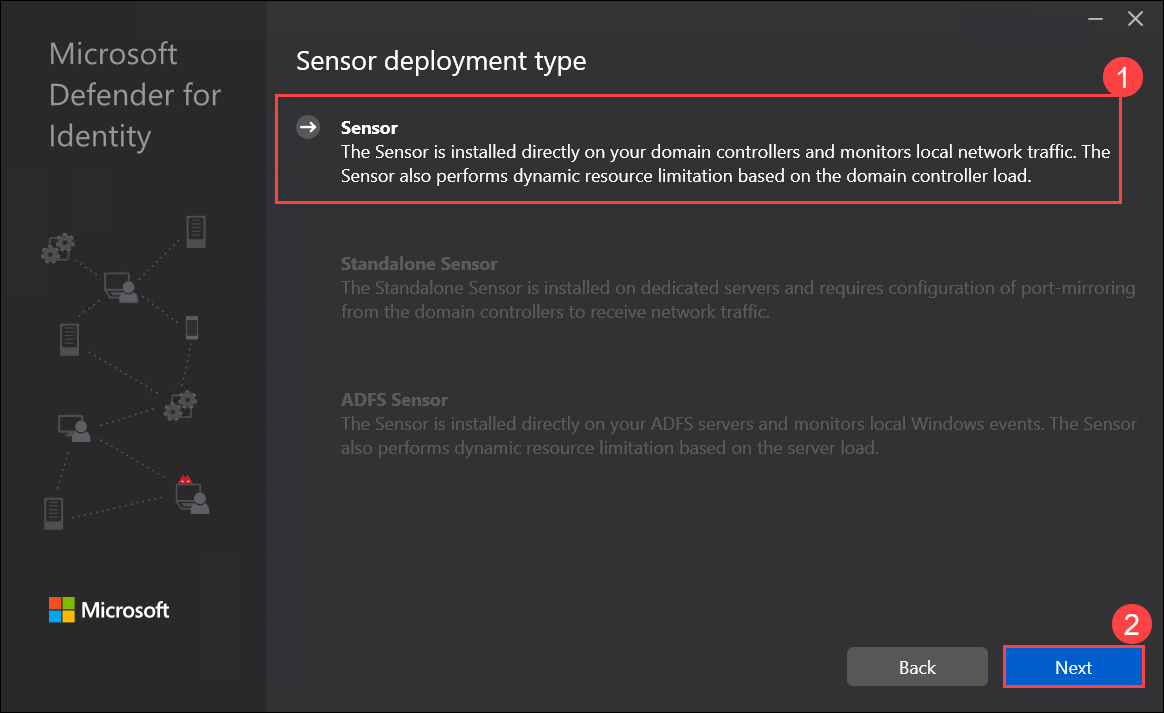 Microsoft
Defender for
Identity
Sensor deployment type
1
Sensor
The Sensor is installed directly on your domain controllers and monitors local network traffic. The
Sensor also performs dynamic resource limitation based on the domain controller load.
Standalone Sensor
The Standalone Sensor is installed on dedicated servers and requires configuration of port-mirroring
from the domain controllers to receive network traffic.
ADFS Sensor
The Sensor is installed directly on your ADFS servers and monitors local Windows events. The Sensor
also performs dynamic resource limitation based on the server load.
Microsoft
2
Back
Next